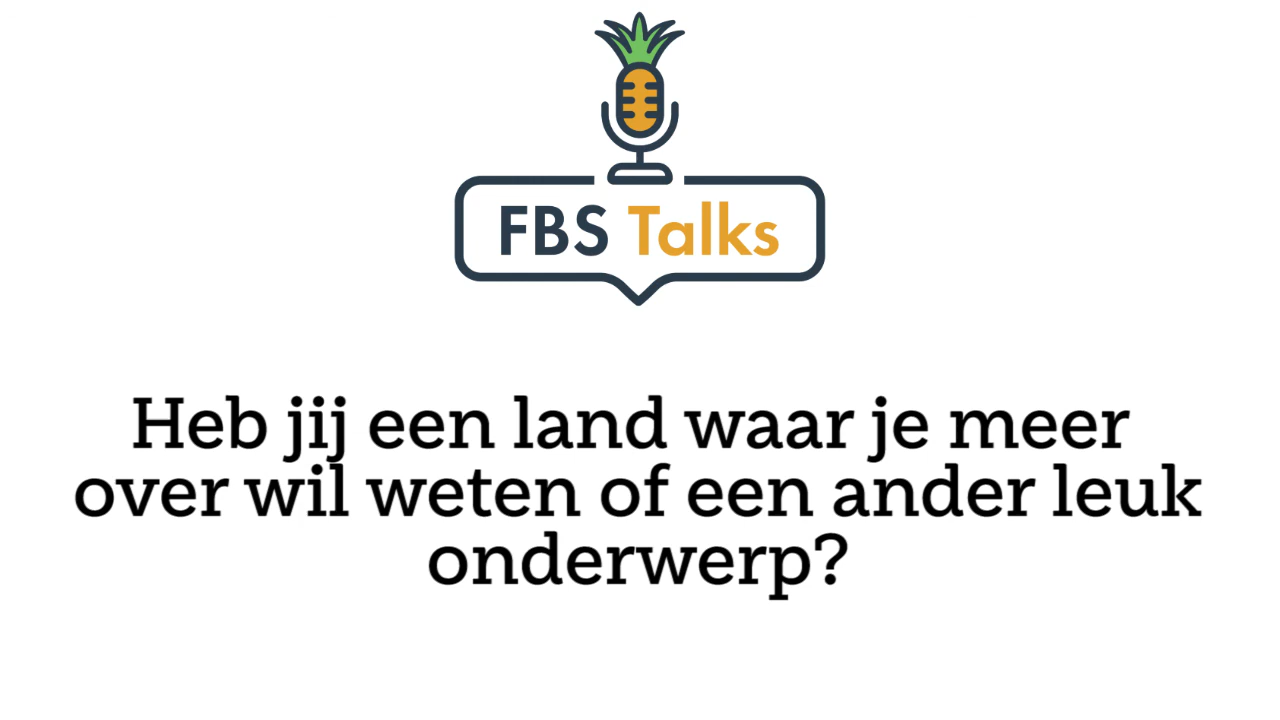 FBS Talks
Heb jij een land waar je meer
over wil weten of een ander leuk
onderwerp?